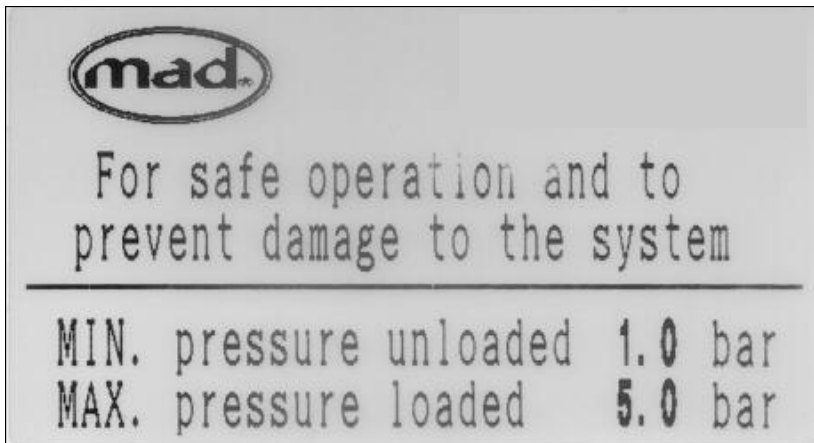 mad.
For safe operation and to
prevent damage to the system
MIN. pressure unloaded 1.0 bar
MAX. pressure loaded 5.0 bar